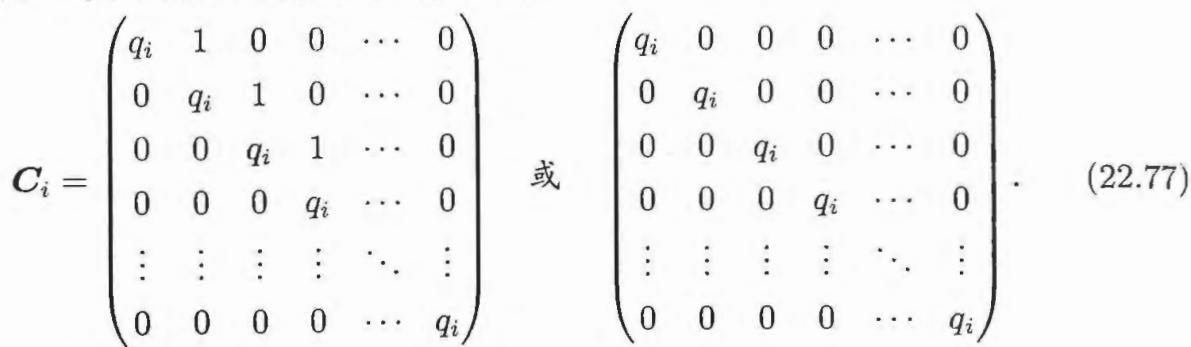 $$C_i = \begin{pmatrix} q_i & 1 & 0 & 0 & \cdots & 0 \\ 0 & q_i & 1 & 0 & \cdots & 0 \\ 0 & 0 & q_i & 1 & \cdots & 0 \\ 0 & 0 & 0 & q_i & \cdots & 0 \\ \vdots & \vdots & \vdots & \vdots & \ddots & \vdots \\ 0 & 0 & 0 & 0 & \cdots & q_i \end{pmatrix} \quad 或 \quad \begin{pmatrix} q_i & 0 & 0 & 0 & \cdots & 0 \\ 0 & q_i & 0 & 0 & \cdots & 0 \\ 0 & 0 & q_i & 0 & \cdots & 0 \\ 0 & 0 & 0 & q_i & \cdots & 0 \\ \vdots & \vdots & \vdots & \vdots & \ddots & \vdots \\ 0 & 0 & 0 & 0 & \cdots & q_i \end{pmatrix}. \quad (22.77)$$